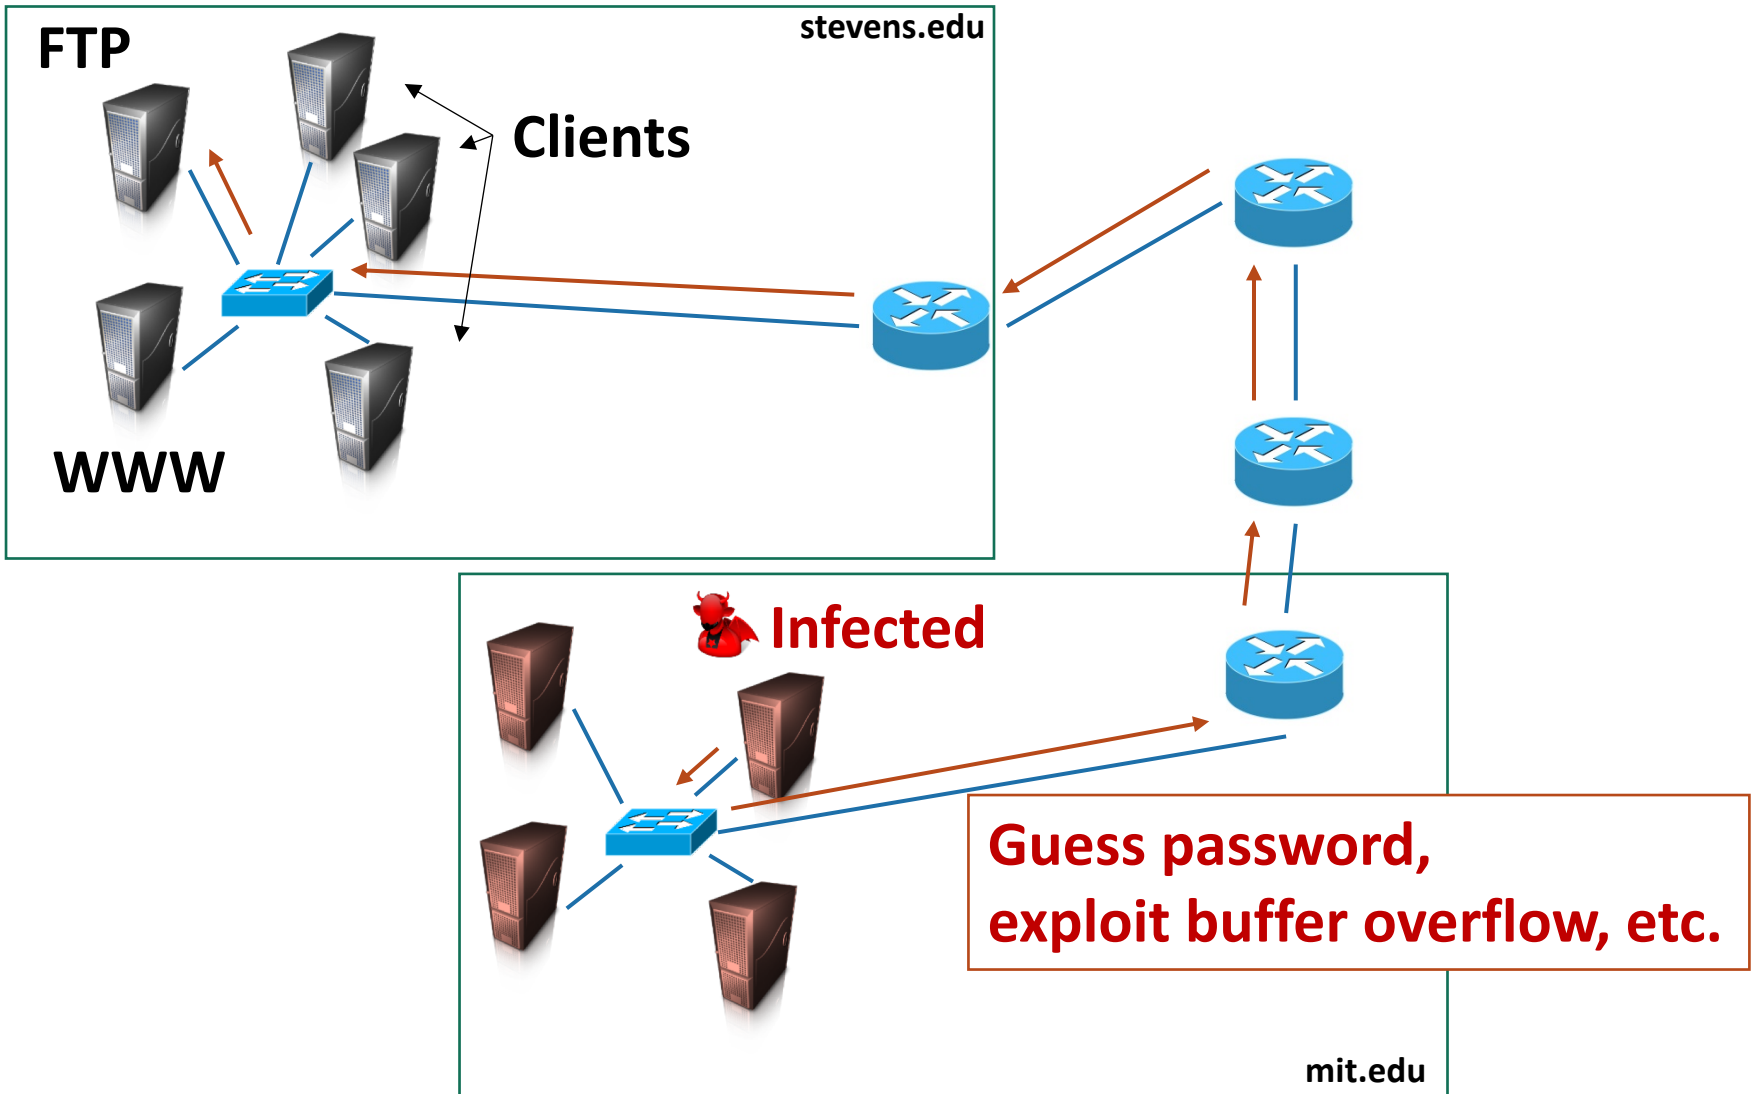 stevens.edu
FTP
Clients
WWW
Infected
Guess password,
exploit buffer overflow, etc.
mit.edu